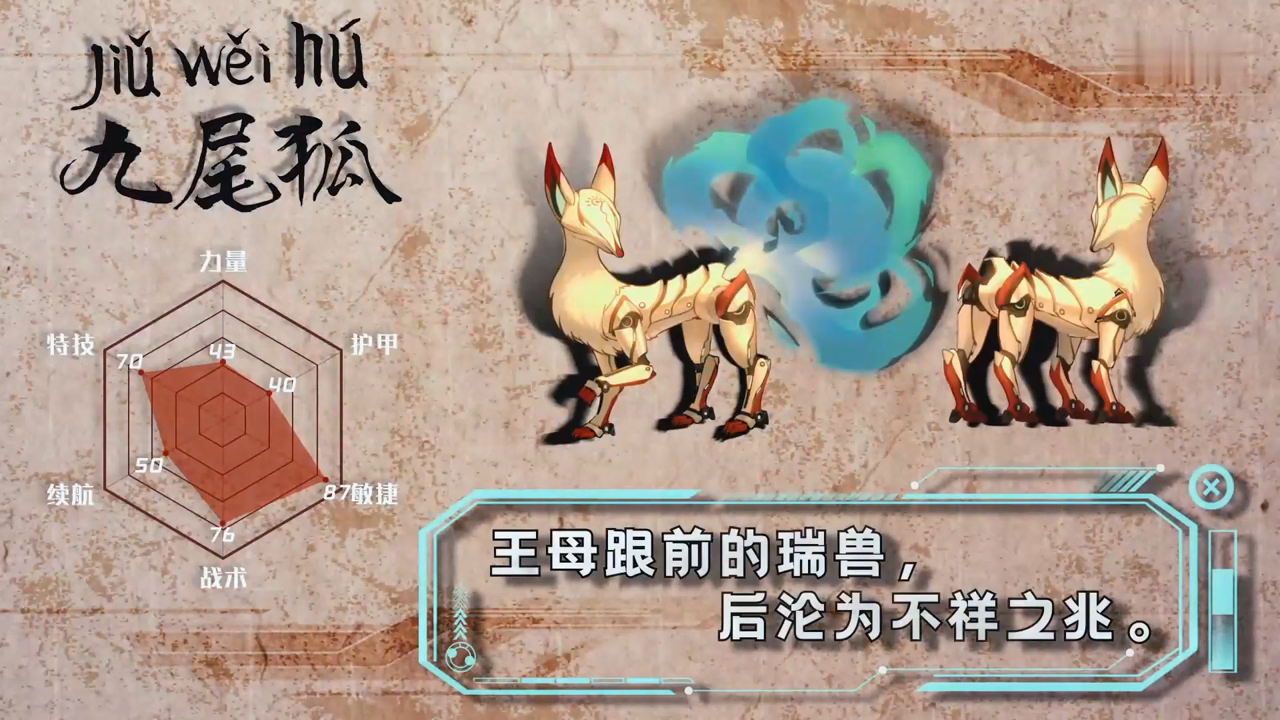 jiǔ wěi hú
九尾狐
力量
特技
护甲
70
43
40
50
续航
87
敏捷
76
战术
王母跟前的瑞兽，
后沦为不祥之兆。